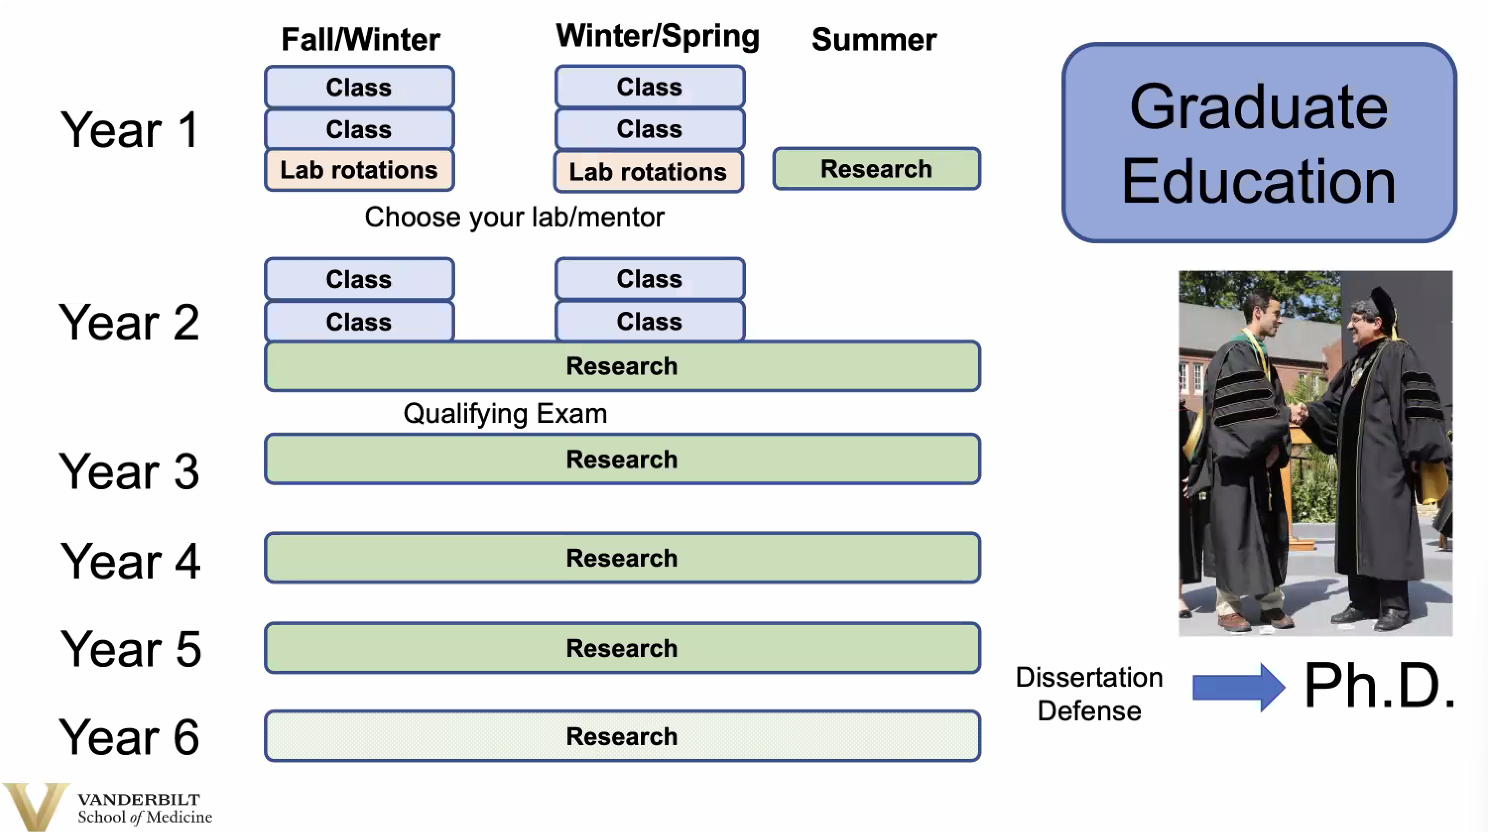 Fall/Winter
Winter/Spring
Summer
Graduate
Education
Year 1
Class
Class
Class
Class
Lab rotations
Lab rotations
Research
Choose your lab/mentor
Year 2
Class
Class
Class
Class
Research
Qualifying Exam
Year 3
Research
Year 4
Research
Year 5
Research
Dissertation
Defense
Ph.D.
Year 6
Research
V
VANDERBILT
School of Medicine